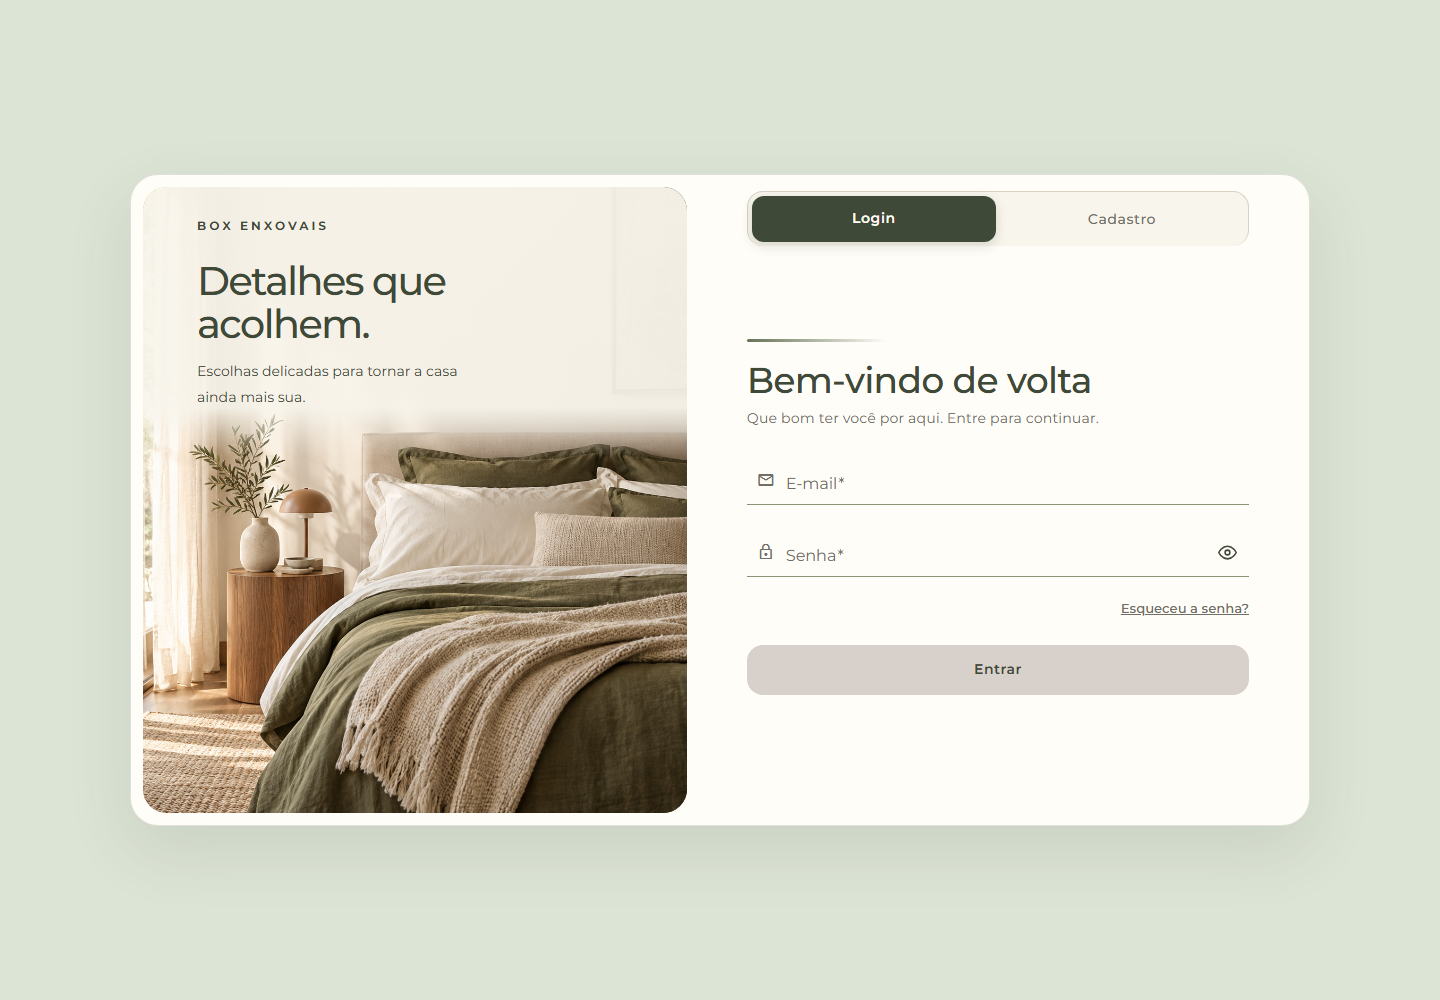 BOX ENXOVAIS
Detalhes que
acolhem.
Escolhas delicadas para tornar a casa
ainda mais sua.
Login
Cadastro
Bem-vindo de volta
Que bom ter você por aqui. Entre para continuar.
E-mail*
Senha*
Esqueceu a senha?
Entrar